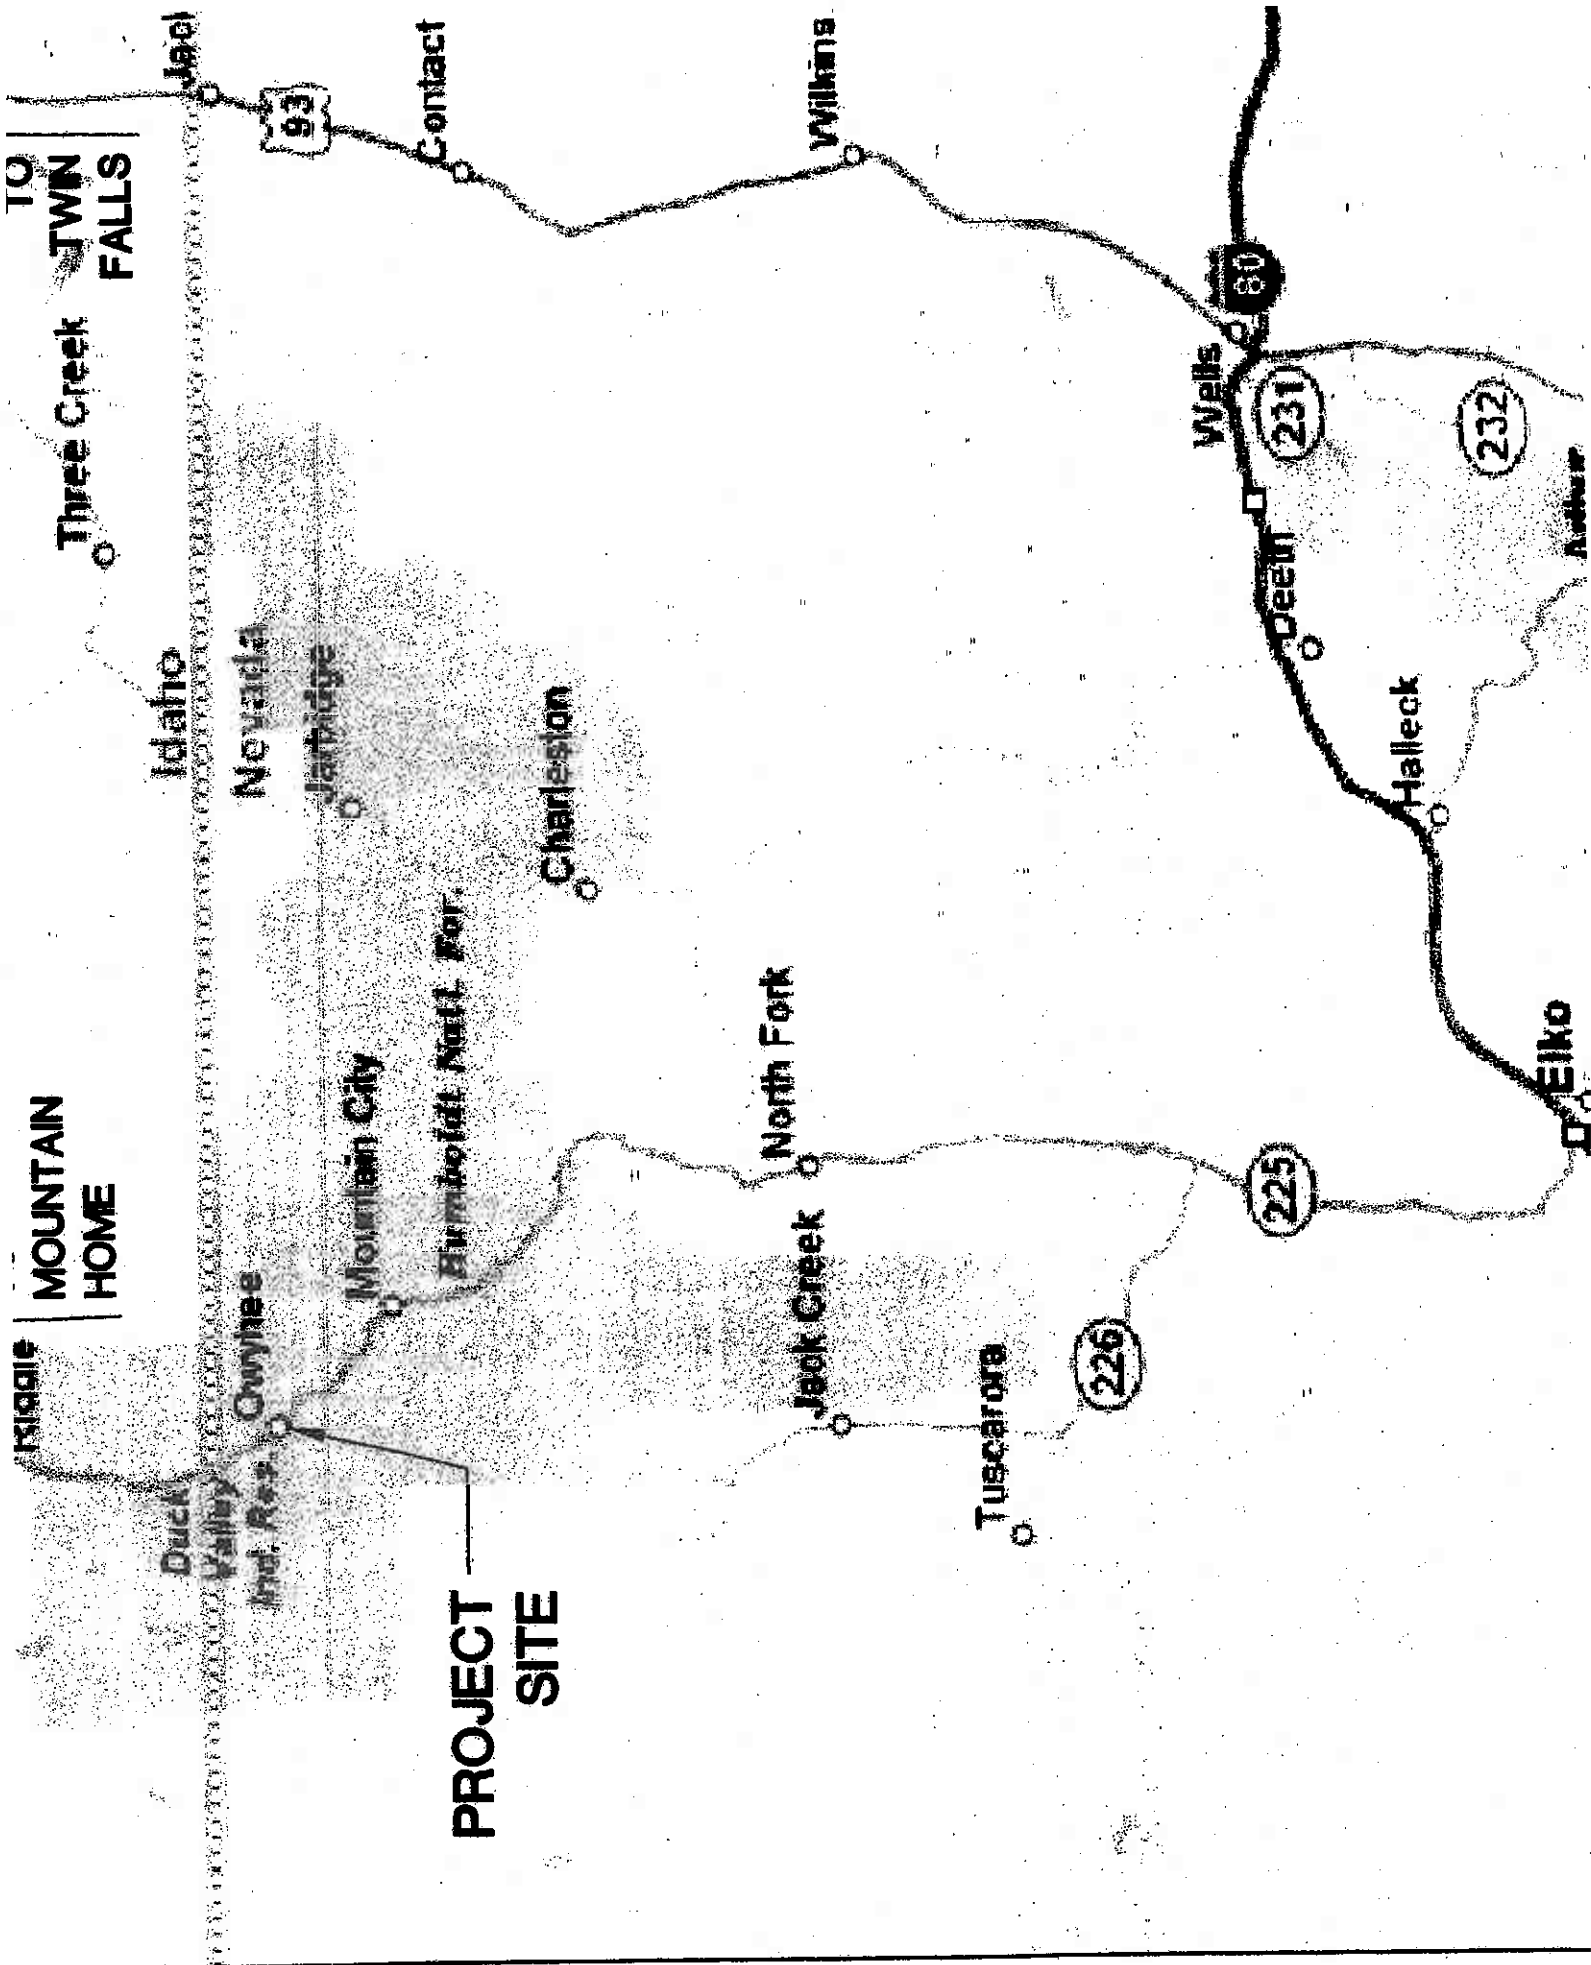 MOUNTAIN
HOME
TO
TWIN
FALLS
Three Creek
Idaho
Nevada
Duck
Valley
Ind. Res.
Owyhee
Mountain City
Humboldt Natl. For.
Jarbidge
Charleston
93
Contact
PROJECT
SITE
Jack Creek
North Fork
Wilkins
Tuscarora
226
225
Wells
80
231
232
Deeth
Halleck
Elko